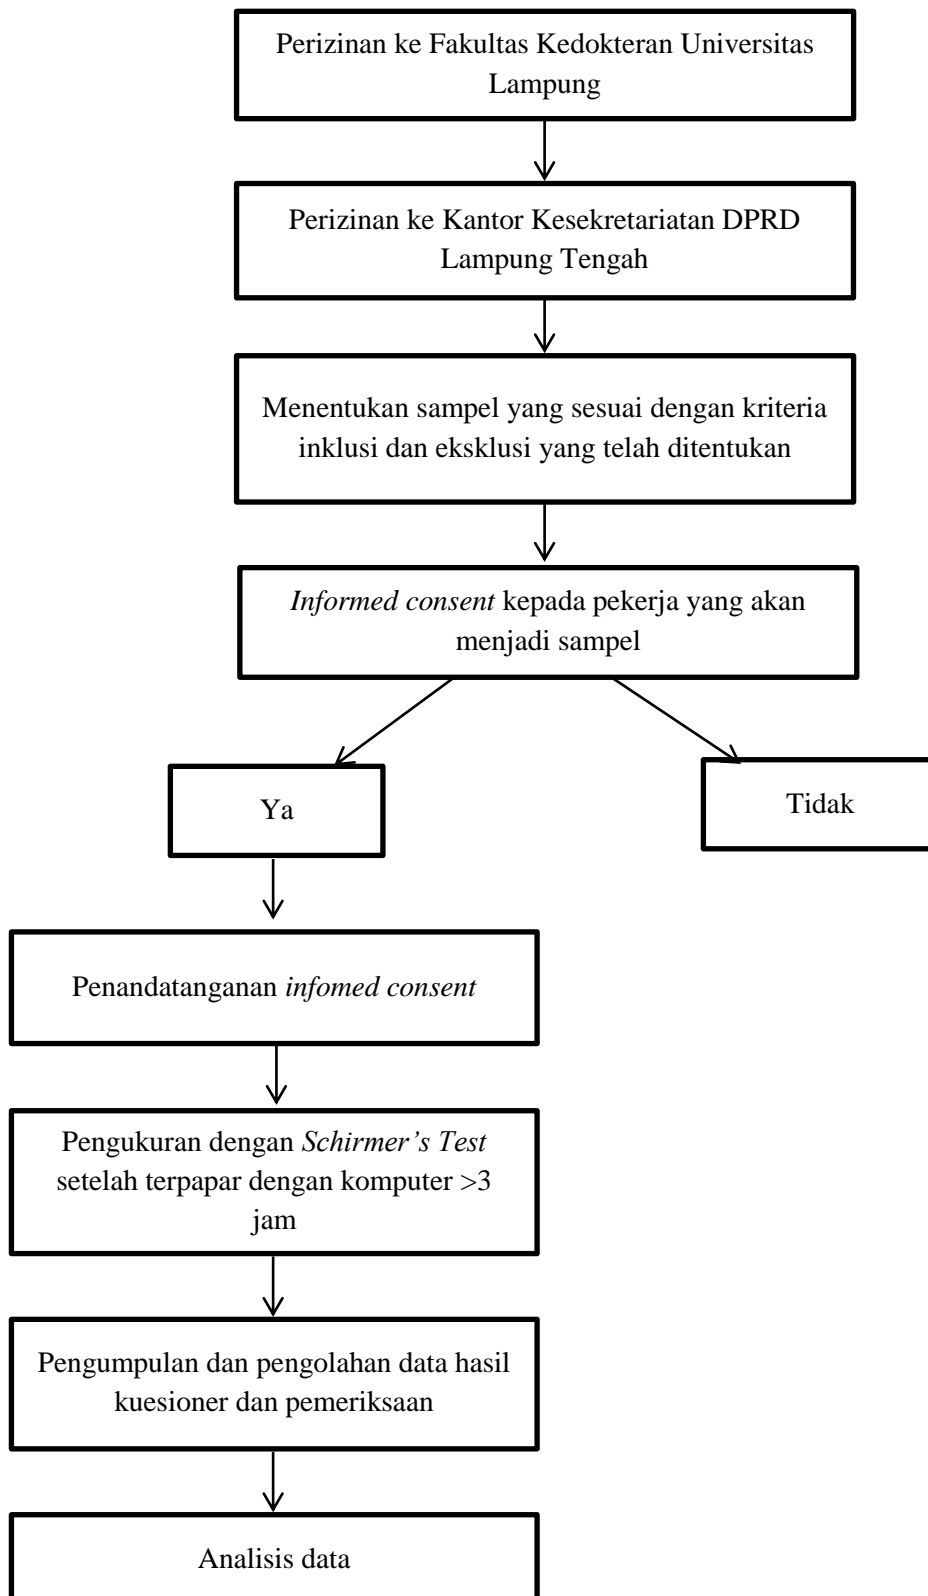 Perizinan ke Fakultas Kedokteran Universitas
Lampung
Perizinan ke Kantor Kesekretariatan DPRD
Lampung Tengah
Menentukan sampel yang sesuai dengan kriteria
inklusi dan eksklusi yang telah ditentukan
Informed consent kepada pekerja yang akan
menjadi sampel
Ya
Tidak
Penandatanganan infomed consent
Pengukuran dengan Schirmer’s Test
setelah terpapar dengan komputer >3
jam
Pengumpulan dan pengolahan data hasil
kuesioner dan pemeriksaan
Analisis data